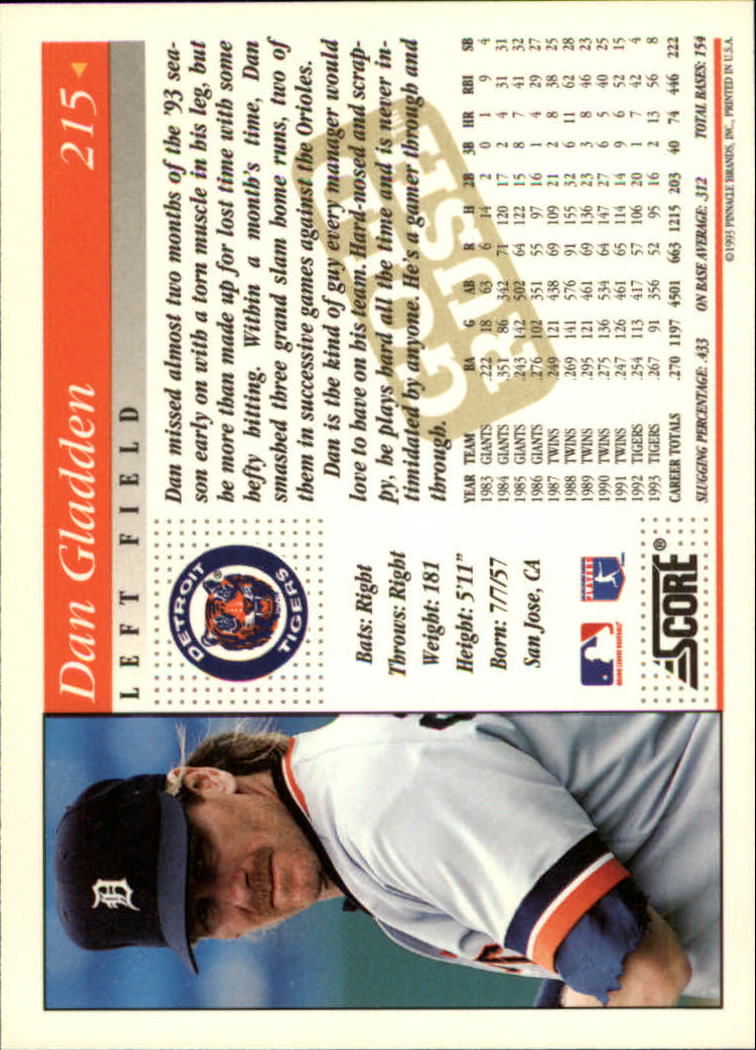 Dan Gladden 215
LEFT FIELD
DETROIT
TIGERS
®
Bats: Right
Throws: Right
Weight: 181
Height: 5'11"
Born: 7/7/57
San Jose, CA
MAJOR LEAGUE BASEBALL
PLAYERS
SCORE®
Dan missed almost two months of the '93 sea-
son early on with a torn muscle in his leg, but
be more than made up for lost time with some
hefty hitting. Within a month's time, Dan
smashed three grand slam home runs, two of
them in successive games against the Orioles.
Dan is the kind of guy every manager would
love to have on his team. Hard-nosed and scrap-
py, he plays hard all the time and is never in-
timidated by anyone. He's a gamer through and
through.
GOLD
RUSH
TM
YEAR TEAM BA G AB R H 2B 3B HR RBI SB
1983 GIANTS .222 18 63 6 14 2 0 1 9 4
1984 GIANTS .351 86 342 71 120 17 2 4 31 31
1985 GIANTS .243 142 502 64 122 15 8 7 41 32
1986 GIANTS .276 102 351 55 97 16 1 4 29 27
1987 TWINS .249 121 438 69 109 21 2 8 38 25
1988 TWINS .269 141 576 91 155 32 6 11 62 28
1989 TWINS .295 121 461 69 136 23 3 8 46 23
1990 TWINS .275 136 534 64 147 27 6 5 40 25
1991 TWINS .247 126 461 65 114 14 9 6 52 15
1992 TIGERS .254 113 417 57 106 20 1 7 42 4
1993 TIGERS .267 91 356 52 95 16 2 13 56 8
CAREER TOTALS .270 1197 4501 663 1215 203 40 74 446 222
SLUGGING PERCENTAGE: .433 ON BASE AVERAGE: .312 TOTAL BASES: 154
©1993 PINNACLE BRANDS, INC., PRINTED IN U.S.A.
D